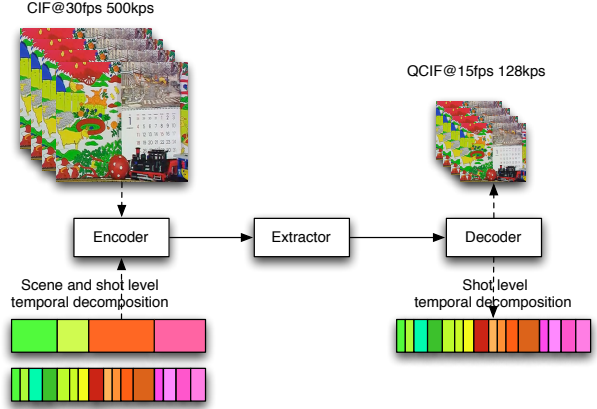 CIF@30fps 500kps
QCIF@15fps 128kps
Encoder
Extractor
Decoder
Scene and shot level
temporal decomposition
Shot level
temporal decomposition